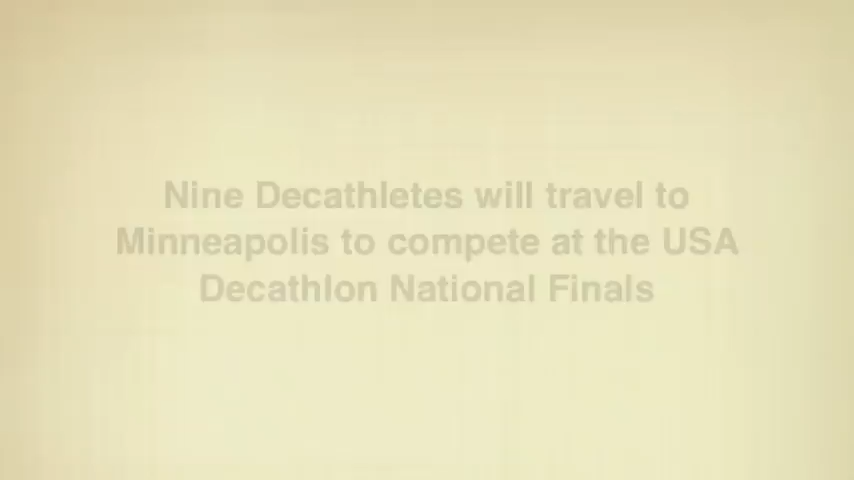 Nine Decathletes will travel to
Minneapolis to compete at the USA
Decathlon National Finals